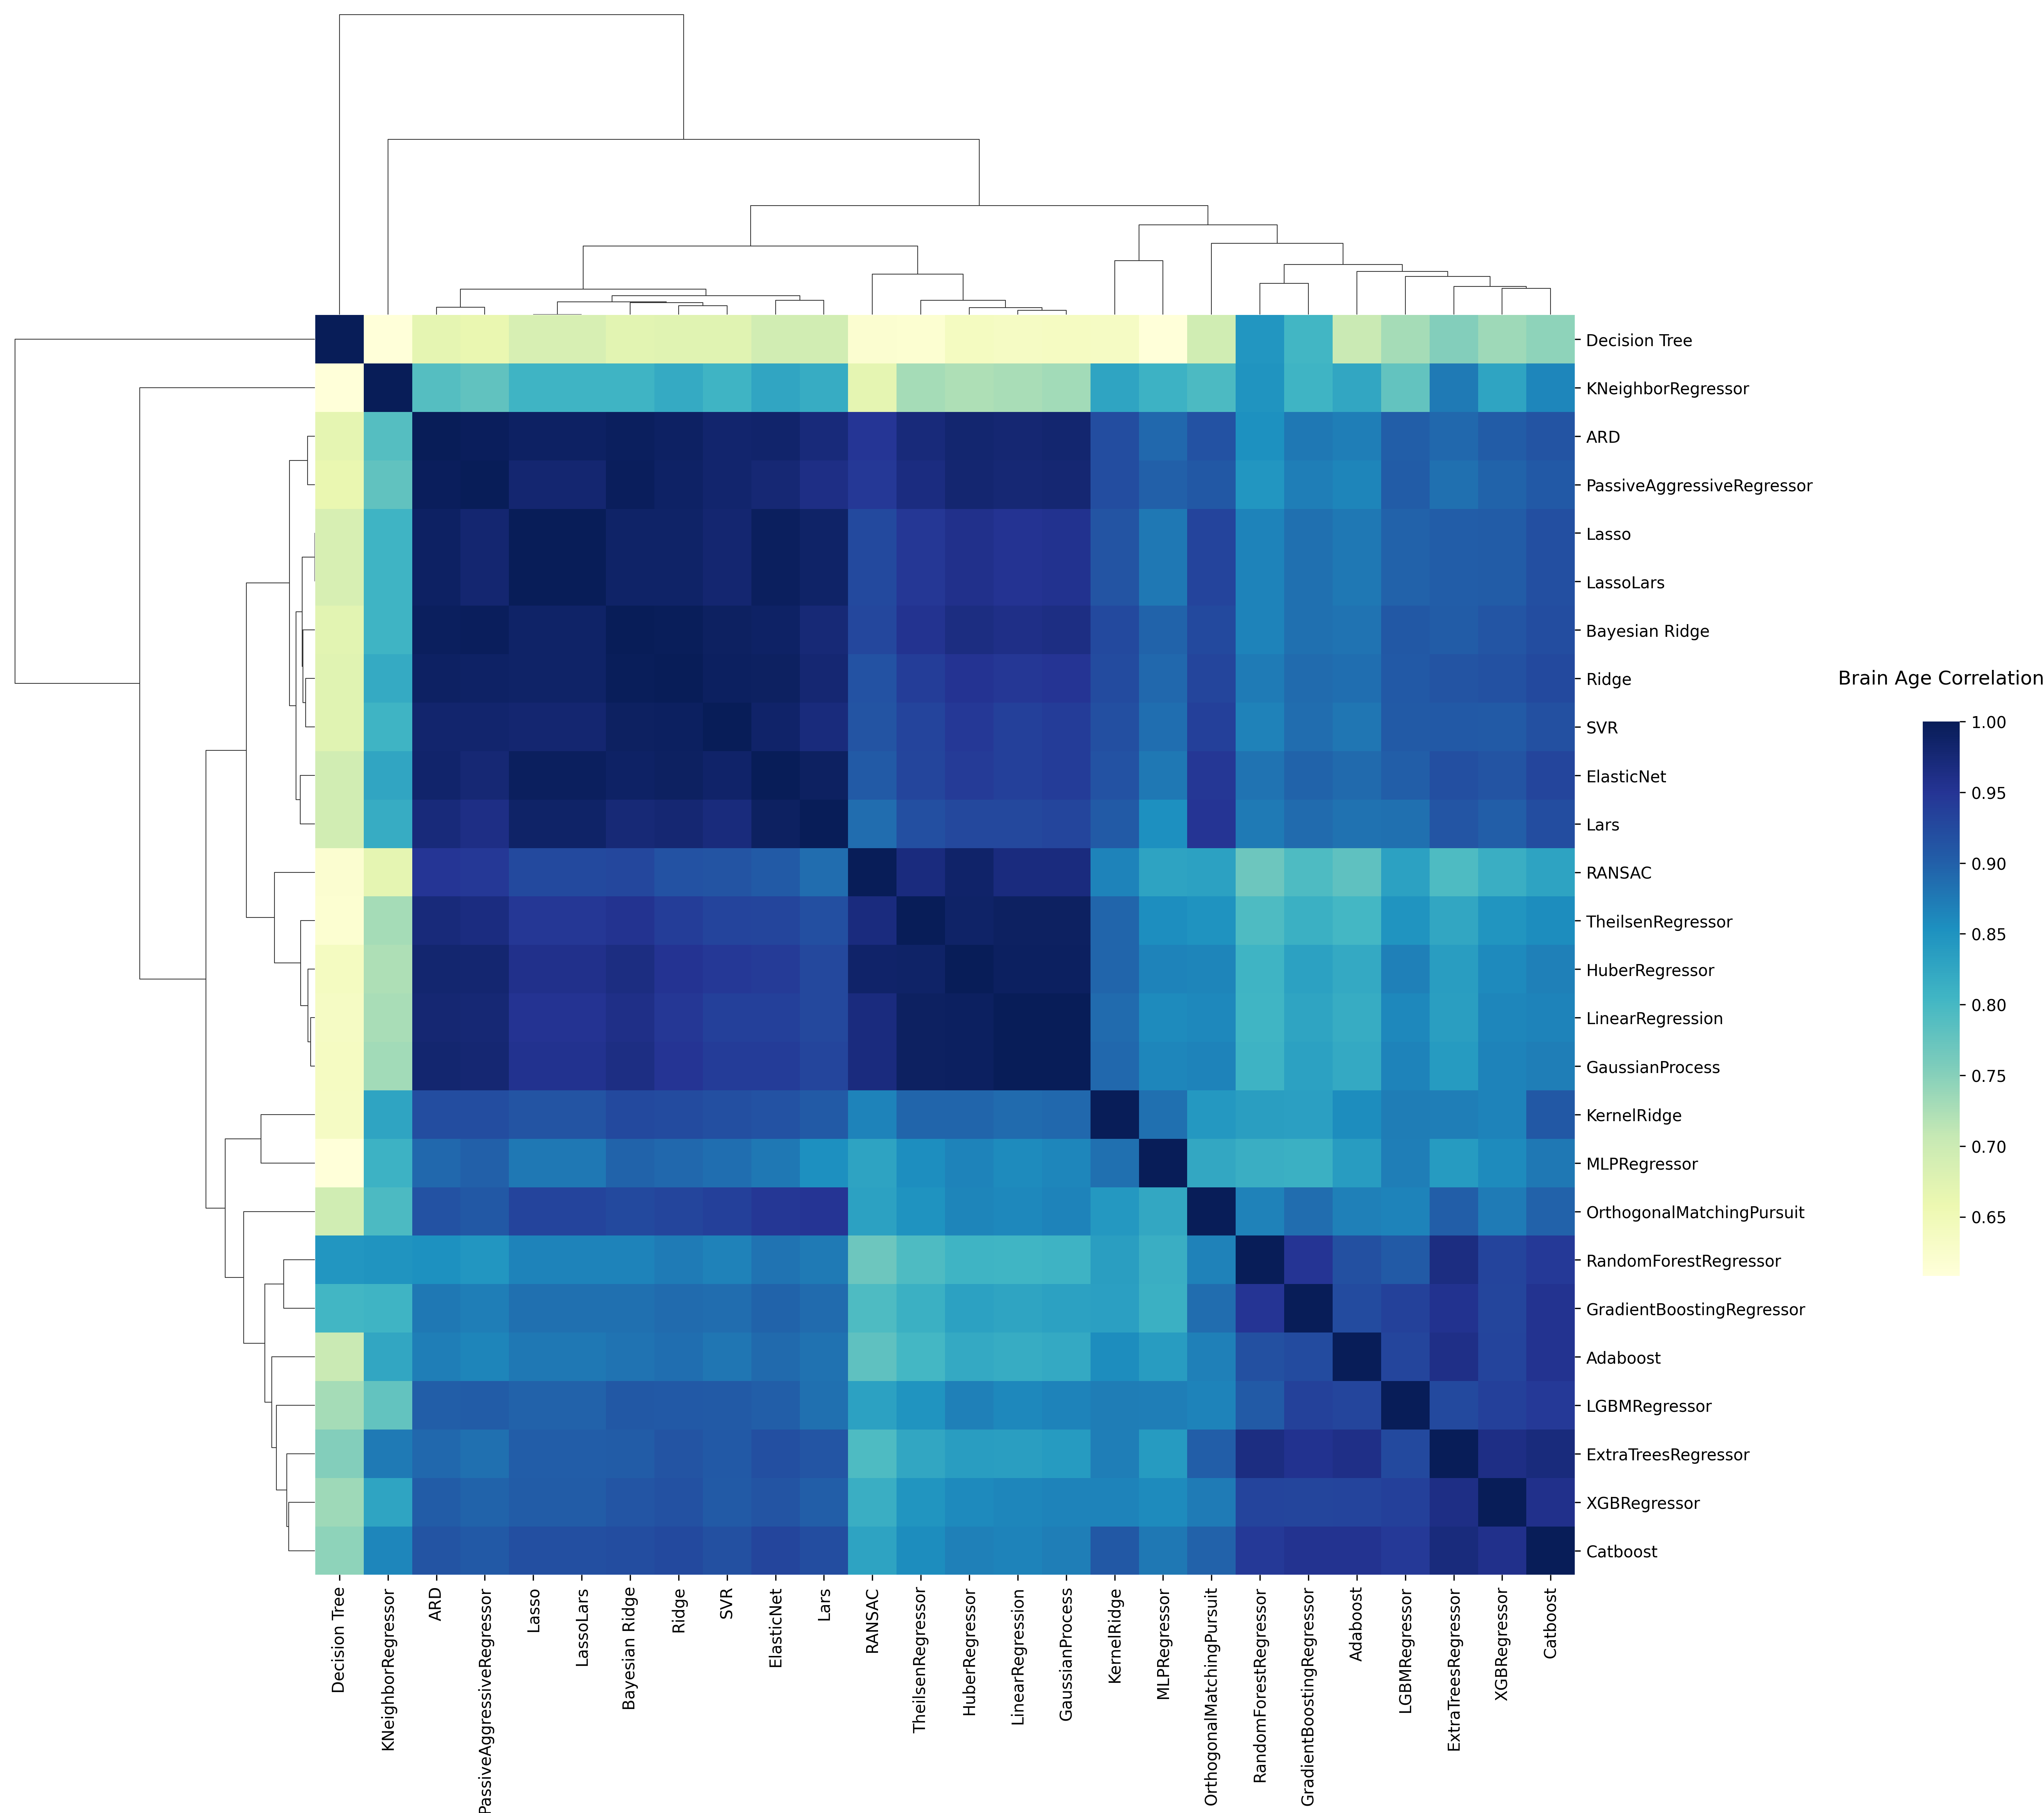 Decision Tree
KNeighborRegressor
ARD
PassiveAggressiveRegressor
Lasso
LassoLars
Bayesian Ridge
Ridge
SVR
ElasticNet
Lars
RANSAC
TheilsenRegressor
HuberRegressor
LinearRegression
GaussianProcess
KernelRidge
MLPRegressor
OrthogonalMatchingPursuit
RandomForestRegressor
GradientBoostingRegressor
Adaboost
LGBMRegressor
ExtraTreesRegressor
XGBRegressor
Catboost
Brain Age Correlation
1.00
0.95
0.90
0.85
0.80
0.75
0.70
0.65
Decision Tree
KNeighborRegressor
ARD
PassiveAggressiveRegressor
Lasso
LassoLars
Bayesian Ridge
Ridge
SVR
ElasticNet
Lars
RANSAC
TheilsenRegressor
HuberRegressor
LinearRegression
GaussianProcess
KernelRidge
MLPRegressor
OrthogonalMatchingPursuit
RandomForestRegressor
GradientBoostingRegressor
Adaboost
LGBMRegressor
ExtraTreesRegressor
XGBRegressor
Catboost